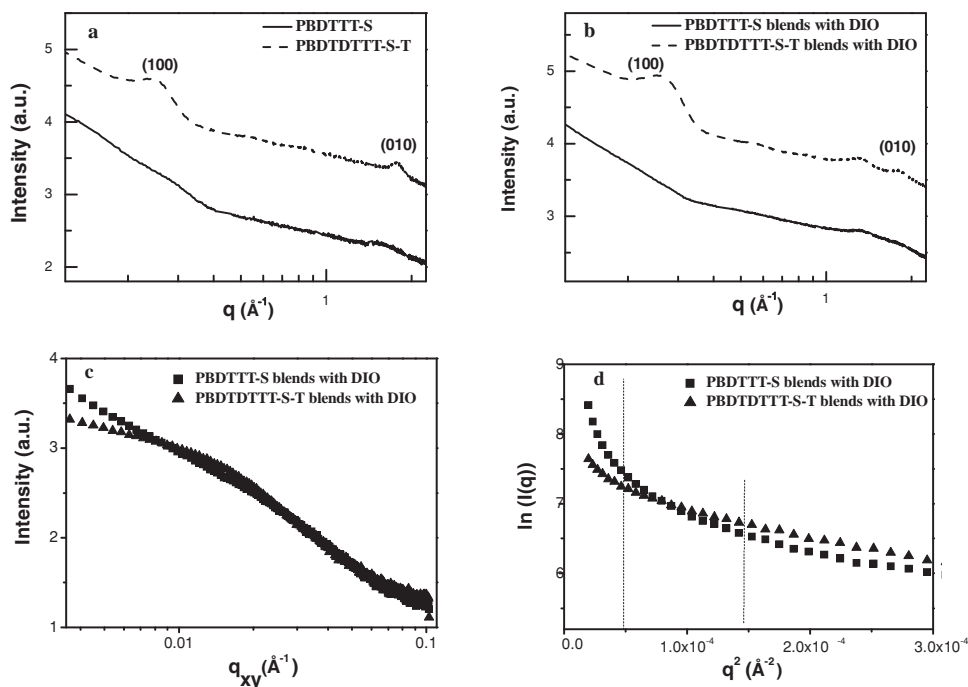 a
PBDTTT-S
PBDTDTTT-S-T
(100)
(010)
5
4
3
2
Intensity (a.u.)
1
q (Å⁻¹)
b
PBDTTT-S blends with DIO
PBDTDTTT-S-T blends with DIO
(100)
(010)
5
4
3
Intensity (a.u.)
1
q (Å⁻¹)
c
PBDTTT-S blends with DIO
PBDTDTTT-S-T blends with DIO
4
3
2
1
Intensity (a.u.)
0.01
0.1
qxy(Å⁻¹)
d
PBDTTT-S blends with DIO
PBDTDTTT-S-T blends with DIO
9
8
7
6
ln (I(q))
0.0
1.0x10⁻⁴
2.0x10⁻⁴
3.0x10⁻⁴
q² (Å⁻²)